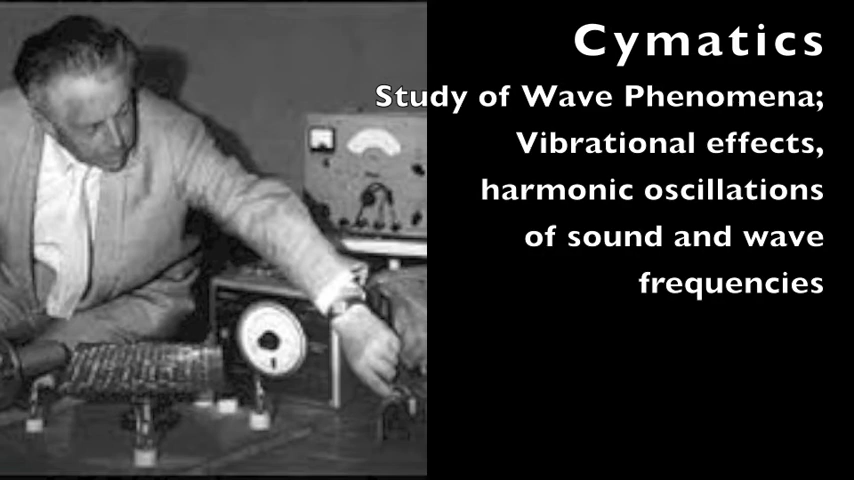 Cymatics
Study of Wave Phenomena;
Vibrational effects,
harmonic oscillations
of sound and wave
frequencies